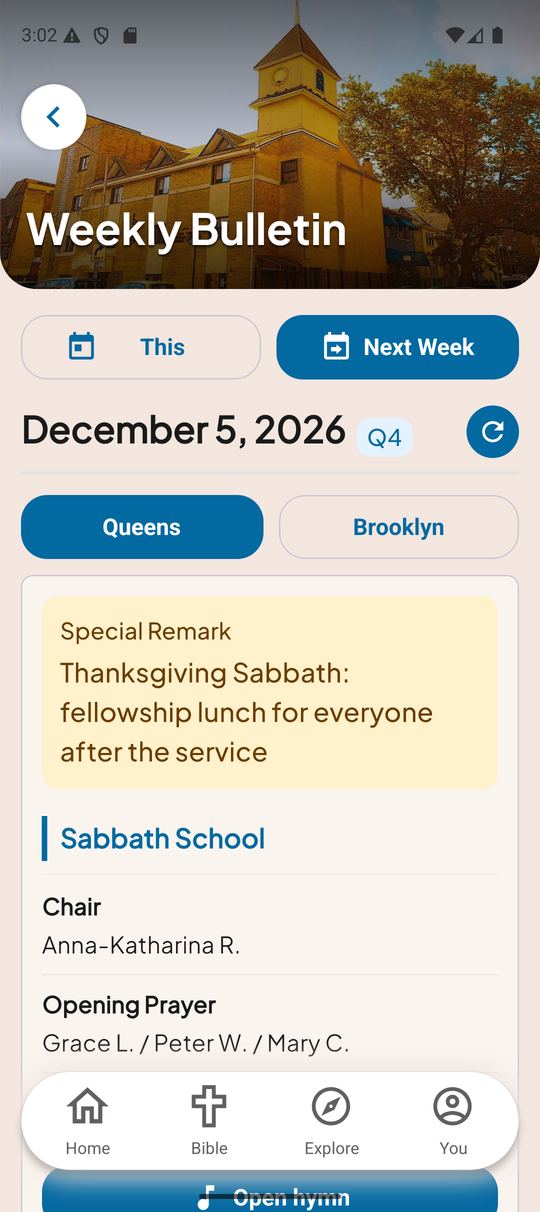 3:02
Weekly Bulletin
This
Next Week
December 5, 2026
Q4
Queens
Brooklyn
Special Remark
Thanksgiving Sabbath:
fellowship lunch for everyone
after the service
Sabbath School
Chair
Anna-Katharina R.
Opening Prayer
Grace L. / Peter W. / Mary C.
Home
Bible
Explore
You
Open hymn